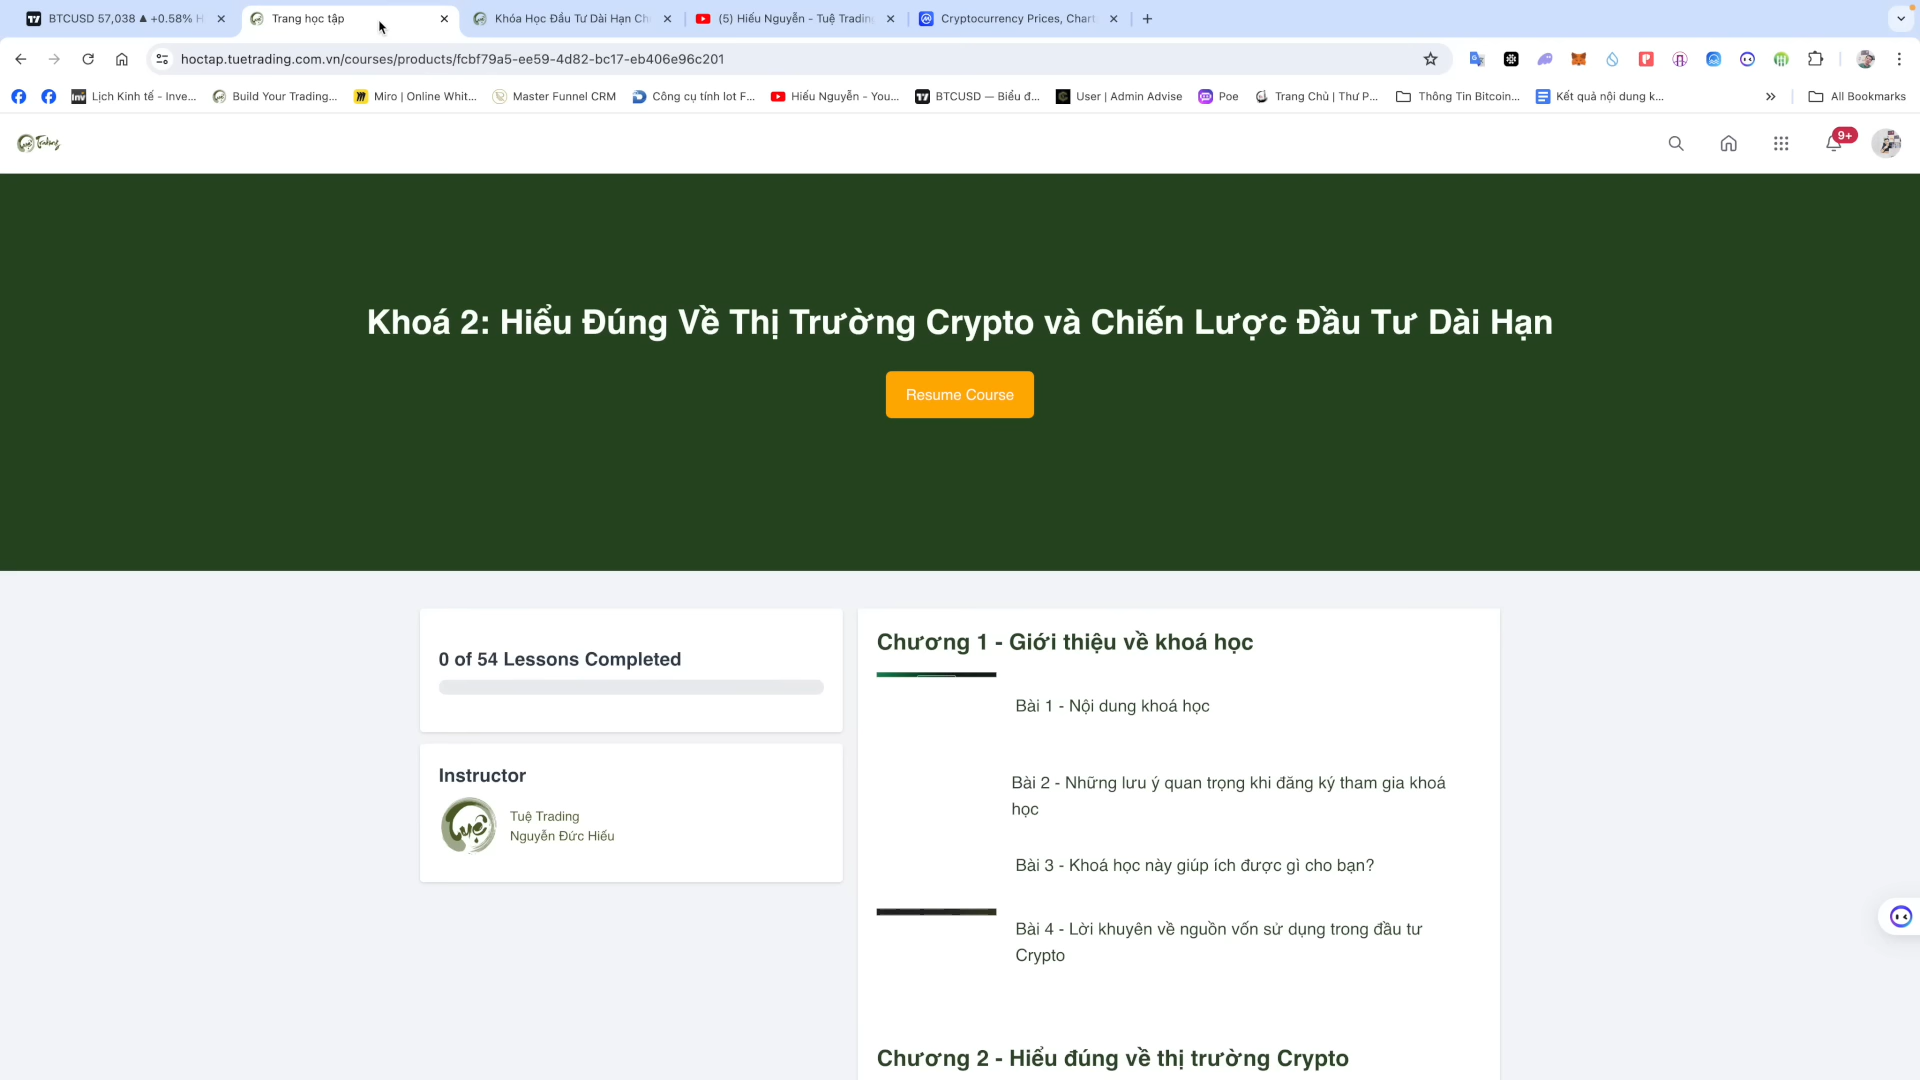 BTCUSD 57,038 ▲ +0.58% H
Trang học tập
Khóa Học Đầu Tư Dài Hạn Ch
(5) Hiếu Nguyễn - Tuệ Trading
Cryptocurrency Prices, Chart
hoctap.tuetrading.com.vn/courses/products/fcbf79a5-ee59-4d82-bc17-eb406e96c201
Lịch Kinh tế - Inve...
Build Your Trading...
Miro | Online Whit...
Master Funnel CRM
Công cụ tính lot F...
Hiếu Nguyễn - You...
BTCUSD — Biểu đ...
User | Admin Advise
Poe
Trang Chủ | Thư P...
Thông Tin Bitcoin...
Kết quả nội dung k...
All Bookmarks
Tuệ Trading
9+
Khoá 2: Hiểu Đúng Về Thị Trường Crypto và Chiến Lược Đầu Tư Dài Hạn
Resume Course
0 of 54 Lessons Completed
Instructor
Tuệ
Tuệ Trading
Nguyễn Đức Hiếu
Chương 1 - Giới thiệu về khoá học
Bài 1 - Nội dung khoá học
Bài 2 - Những lưu ý quan trọng khi đăng ký tham gia khoá
học
Bài 3 - Khoá học này giúp ích được gì cho bạn?
Bài 4 - Lời khuyên về nguồn vốn sử dụng trong đầu tư
Crypto
Chương 2 - Hiểu đúng về thị trường Crypto